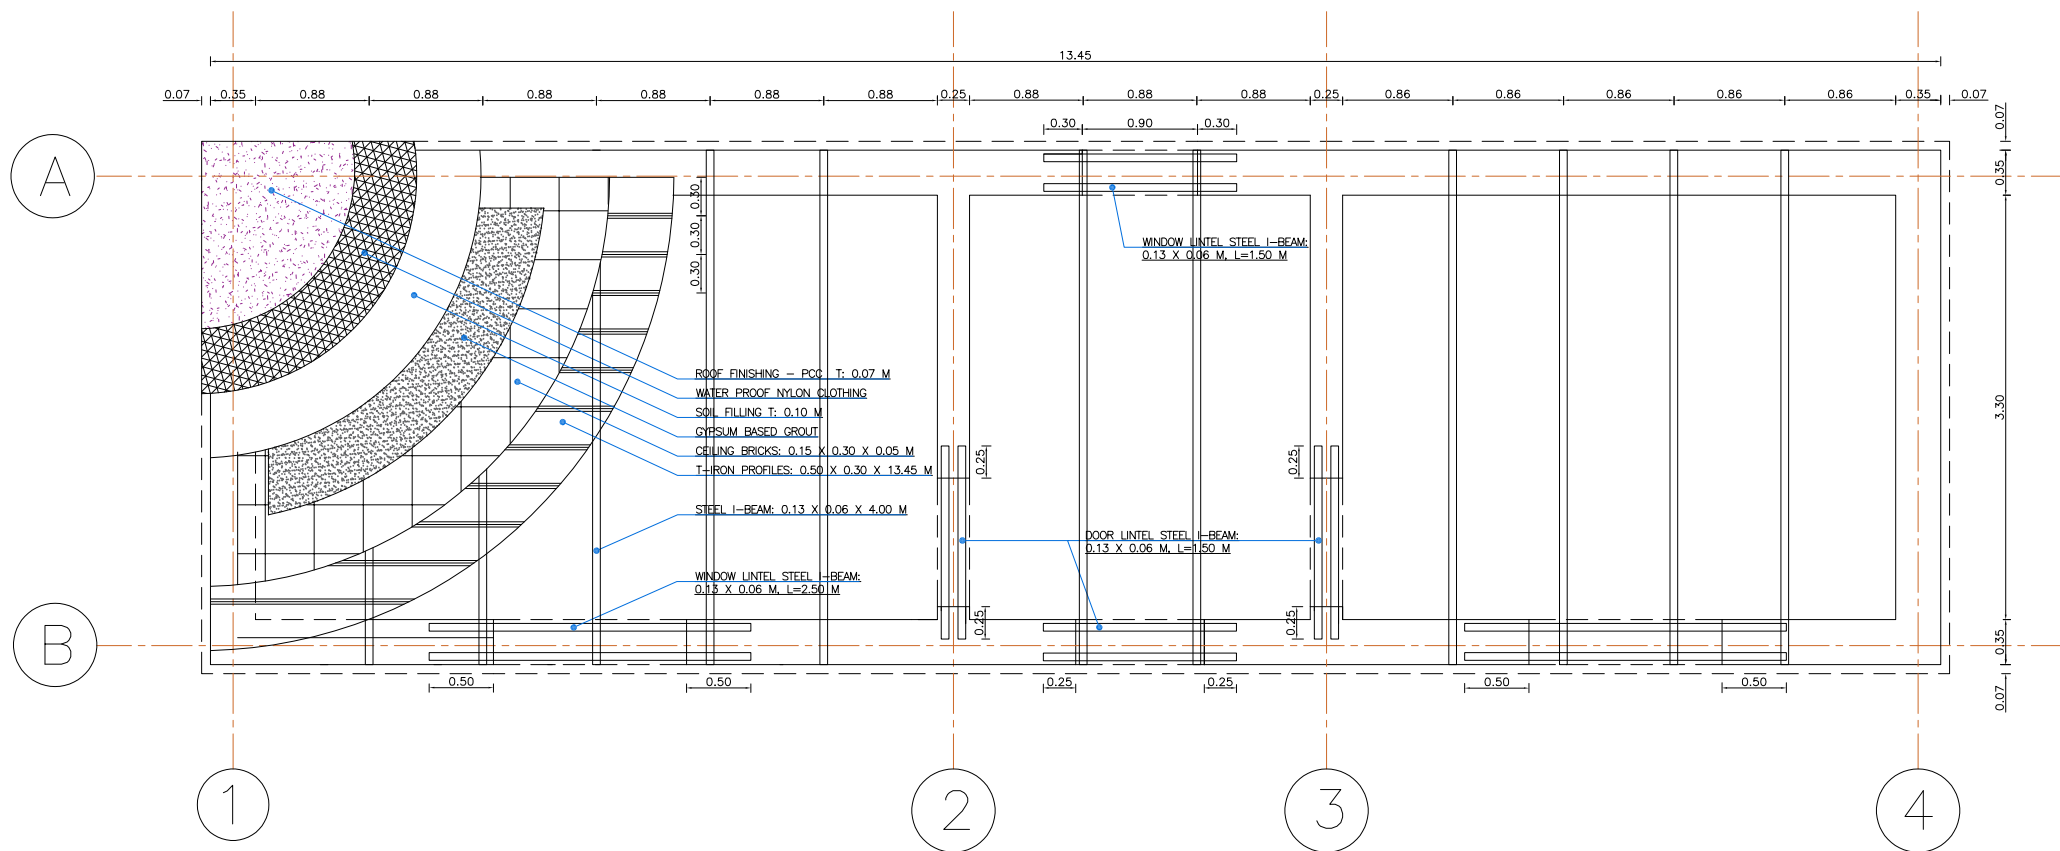 13.45
0.07 0.35 0.88 0.88 0.88 0.88 0.88 0.88 0.25 0.88 0.88 0.88 0.25 0.86 0.86 0.86 0.86 0.86 0.35 0.07
0.30 0.90 0.30
0.07
A
0.35
0.30
0.30
0.30
WINDOW LINTEL STEEL I-BEAM:
0.13 X 0.06 M, L=1.50 M
ROOF FINISHING - PCC T: 0.07 M
WATER PROOF NYLON CLOTHING
SOIL FILLING T: 0.10 M
GYPSUM BASED GROUT
CEILING BRICKS: 0.15 X 0.30 X 0.05 M
T-IRON PROFILES: 0.50 X 0.30 X 13.45 M
3.30
0.25 0.25
STEEL I-BEAM: 0.13 X 0.06 X 4.00 M
DOOR LINTEL STEEL I-BEAM:
0.13 X 0.06 M, L=1.50 M
WINDOW LINTEL STEEL I-BEAM:
0.13 X 0.06 M, L=2.50 M
0.25 0.25
B
0.35
0.50 0.50 0.25 0.25 0.50 0.50
0.07
1 2 3 4